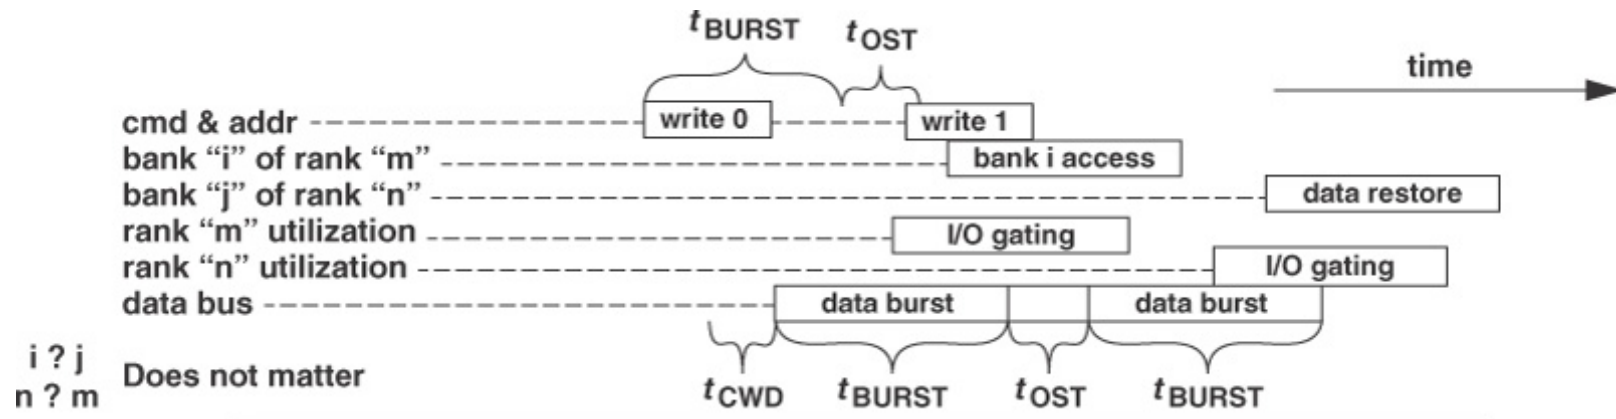 tBURST tOST
time
cmd & addr write 0 write 1
bank “i” of rank “m” bank i access
bank “j” of rank “n” data restore
rank “m” utilization I/O gating
rank “n” utilization I/O gating
data bus data burst data burst
i ? j
n ? m Does not matter
tCWD tBURST tOST tBURST